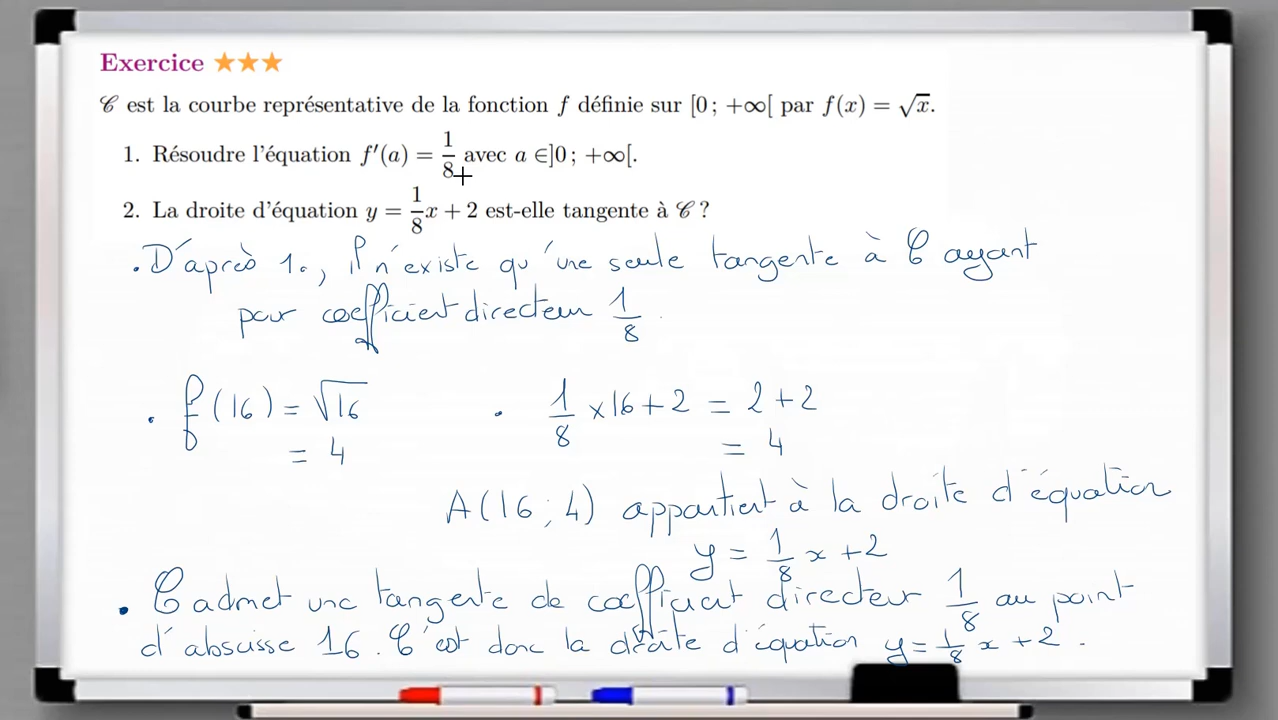 Exercice ★★★
𝒞 est la courbe représentative de la fonction f définie sur [0 ; +∞[ par f(x) = √x.
1. Résoudre l'équation f′(a) = 1/8 avec a ∈]0 ; +∞[.
2. La droite d'équation y = 1/8 x + 2 est-elle tangente à 𝒞 ?
. D'après 1., il n'existe qu'une seule tangente à 𝒞 ayant
pour coefficient directeur 1/8.
. f(16) = √16 . 1/8 × 16 + 2 = 2 + 2
= 4 = 4
A(16 ; 4) appartient à la droite d'équation
y = 1/8 x + 2
. 𝒞 admet une tangente de coefficient directeur 1/8 au point
d'abscisse 16. C'est donc la droite d'équation y = 1/8 x + 2.